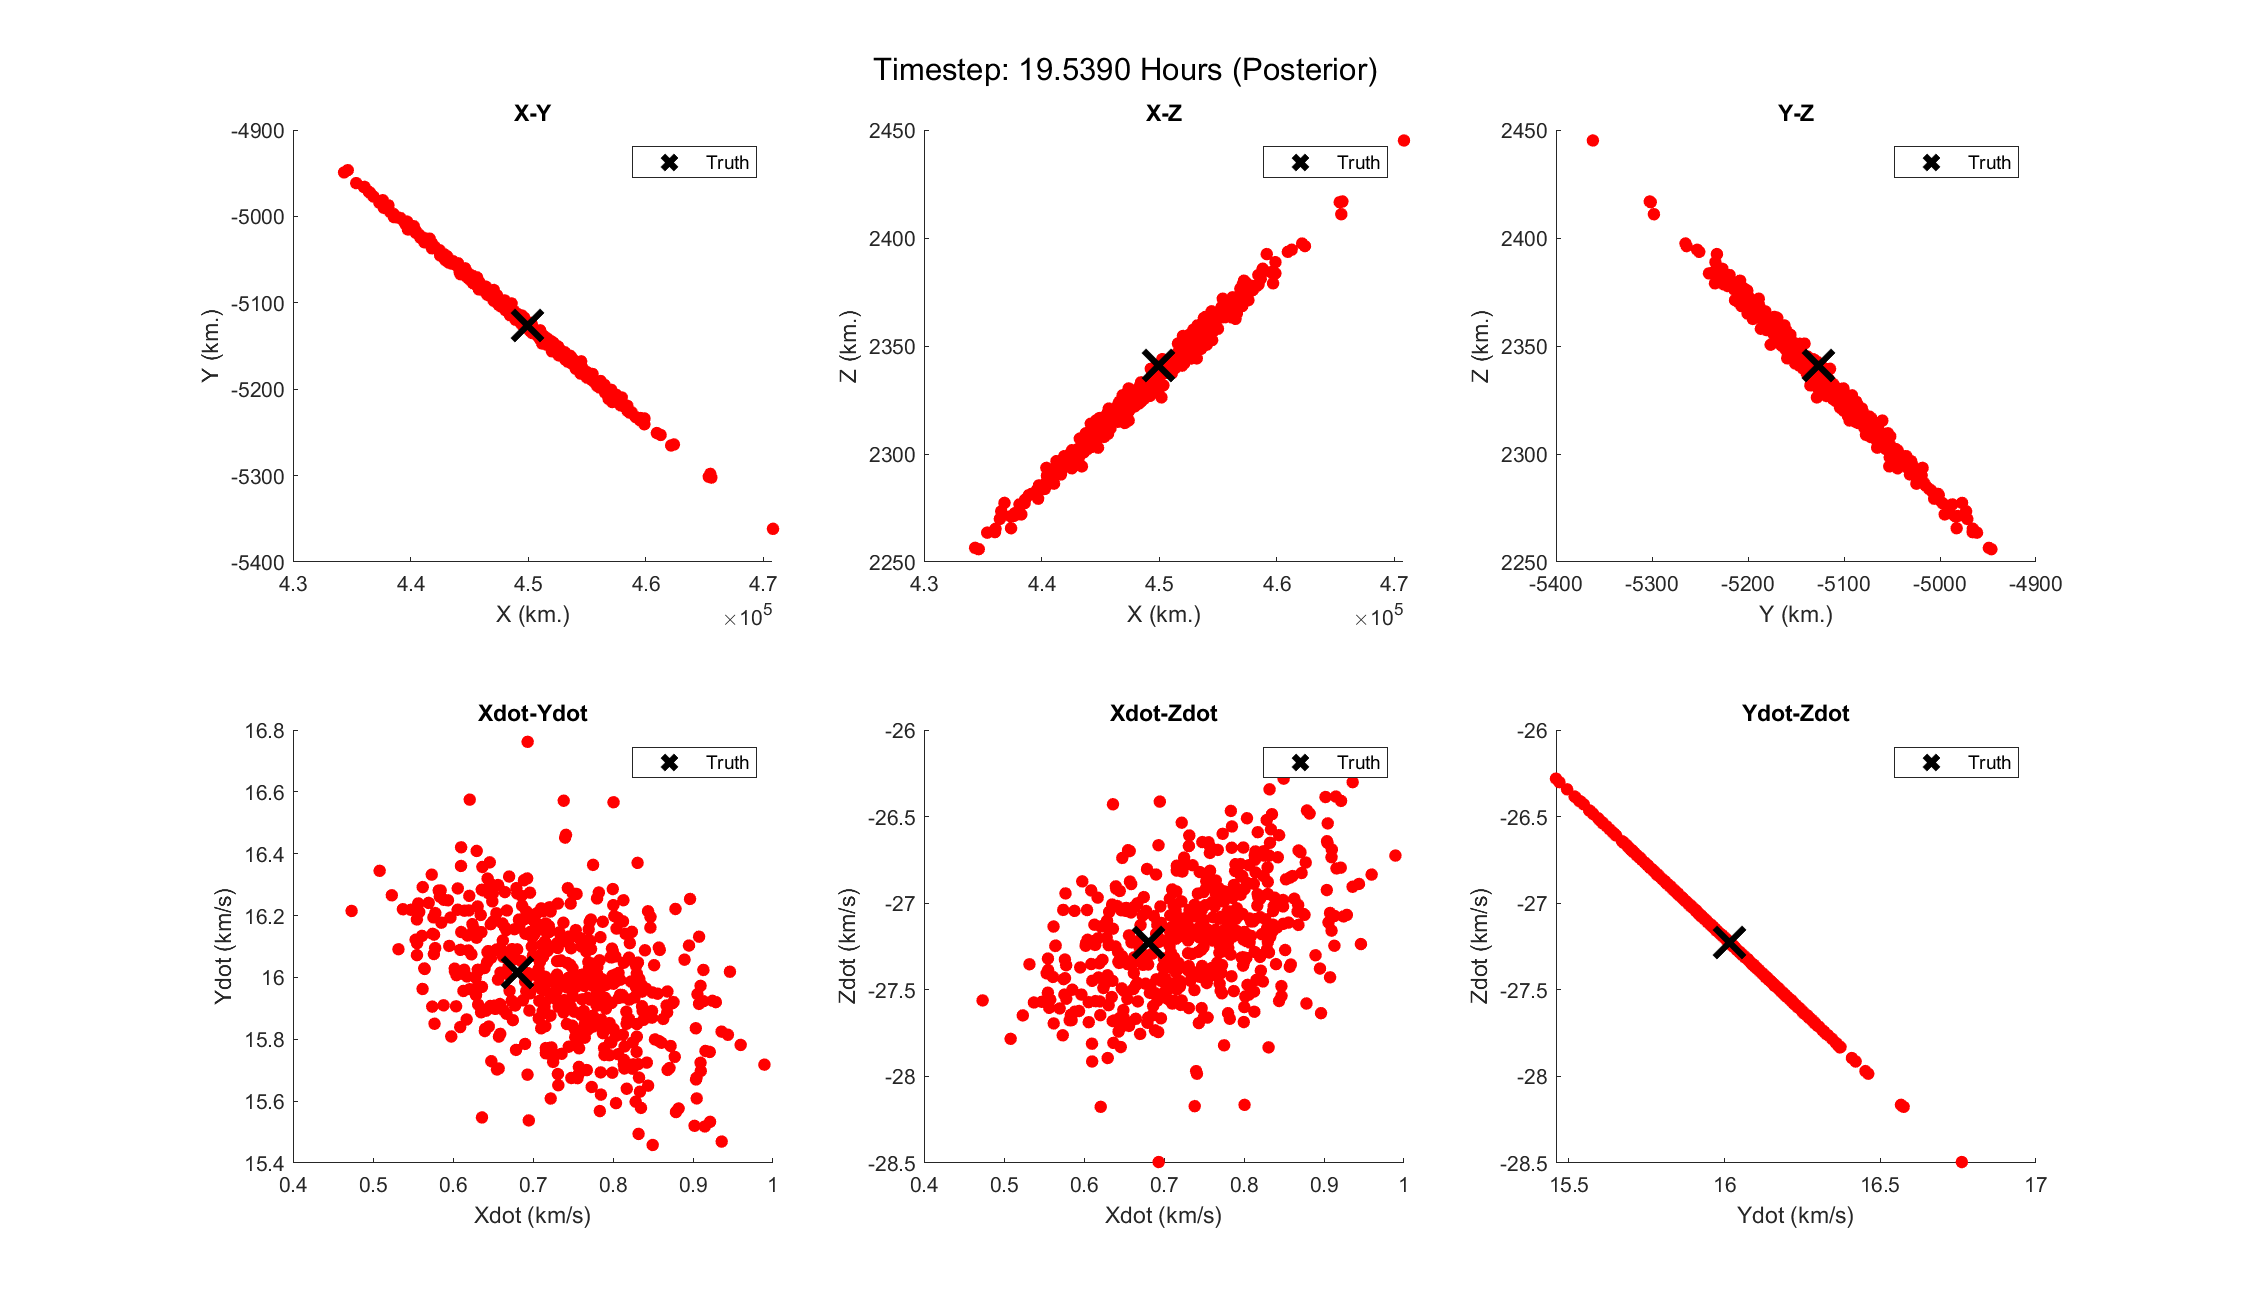 Timestep: 19.5390 Hours (Posterior)
X-Y
-4900
-5000
-5100
-5200
-5300
-5400
Y (km.)
4.3
4.4
4.5
4.6
4.7
X (km.)
×10^5
Truth
X-Z
2450
2400
2350
2300
2250
Z (km.)
4.3
4.4
4.5
4.6
4.7
X (km.)
×10^5
Truth
Y-Z
2450
2400
2350
2300
2250
Z (km.)
-5400
-5300
-5200
-5100
-5000
-4900
Y (km.)
Truth
Xdot-Ydot
16.8
16.6
16.4
16.2
16
15.8
15.6
15.4
Ydot (km/s)
0.4
0.5
0.6
0.7
0.8
0.9
1
Xdot (km/s)
Truth
Xdot-Zdot
-26
-26.5
-27
-27.5
-28
-28.5
Zdot (km/s)
0.4
0.5
0.6
0.7
0.8
0.9
1
Xdot (km/s)
Truth
Ydot-Zdot
-26
-26.5
-27
-27.5
-28
-28.5
Zdot (km/s)
15.5
16
16.5
17
Ydot (km/s)
Truth